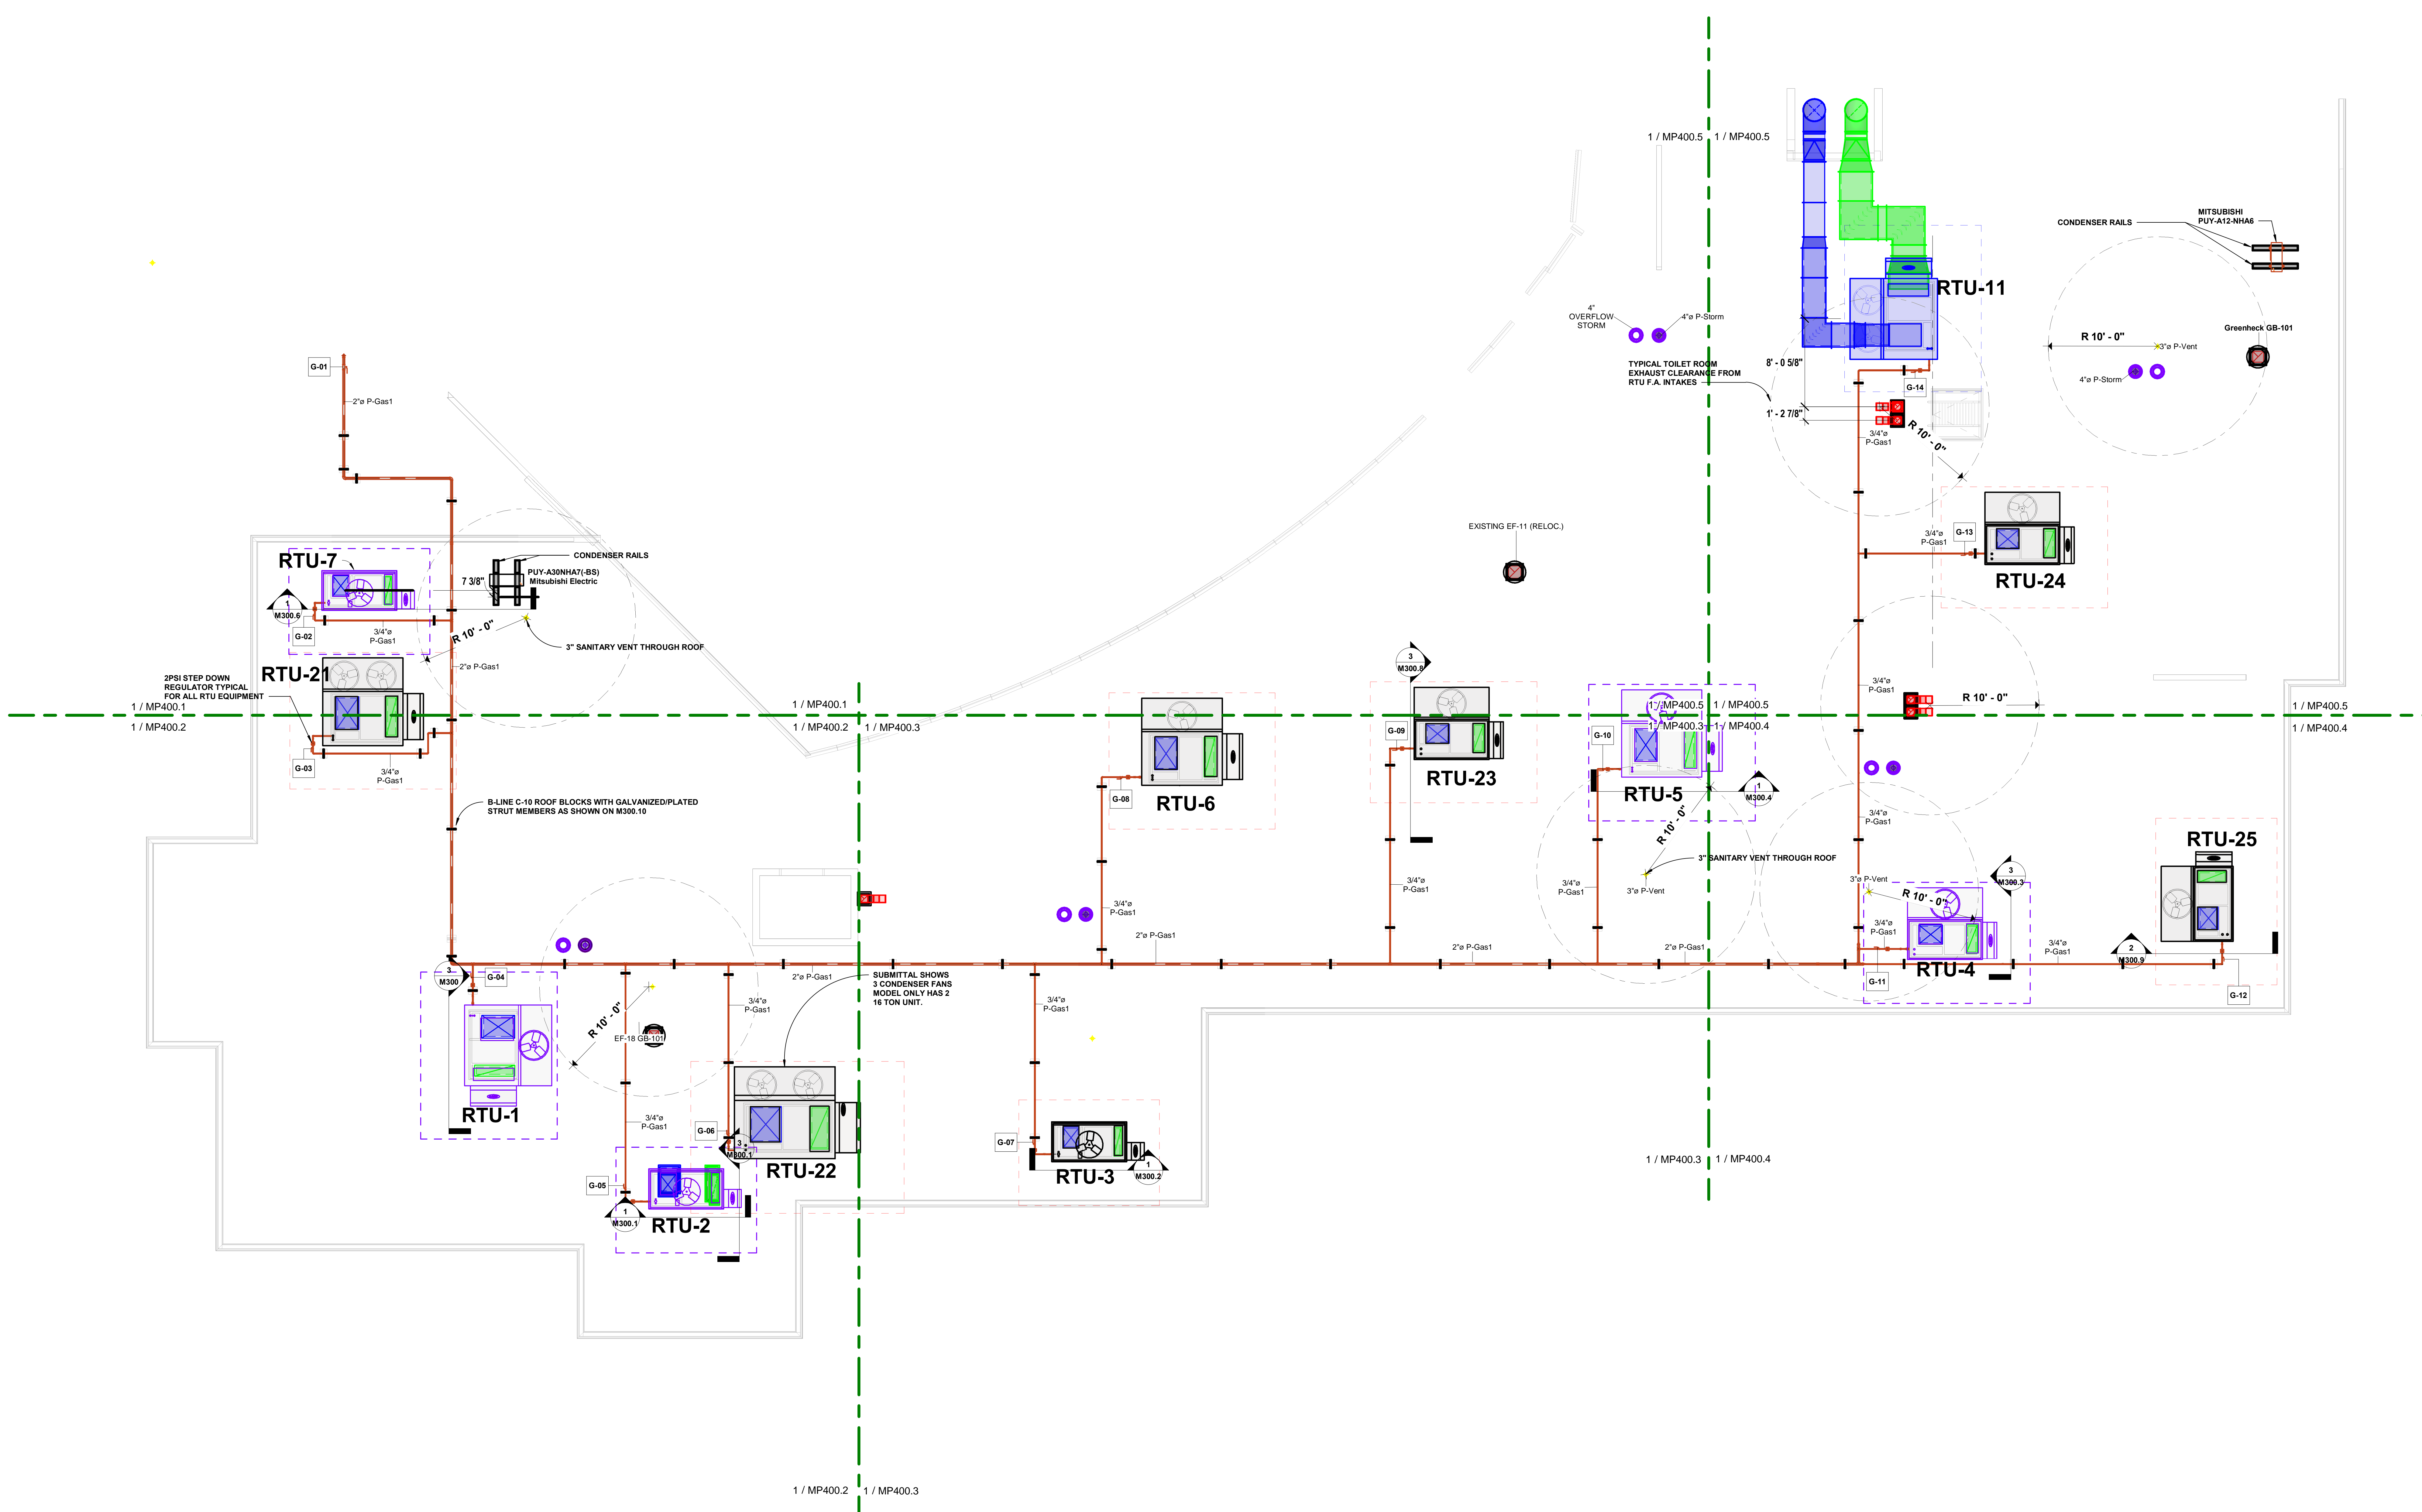 1 / MP400.5
1 / MP400.5
MITSUBISHI
PUY-A12-NHA6
CONDENSER RAILS
RTU-11
4"
OVERFLOW
STORM
4"ø P-Storm
Greenheck GB-101
R 10' - 0"
3"ø P-Vent
4"ø P-Storm
TYPICAL TOILET ROOM
EXHAUST CLEARANCE FROM
RTU F.A. INTAKES
8' - 0 5/8"
1' - 2 7/8"
G-14
3/4"ø
P-Gas1
R 10' - 0"
G-01
2"ø P-Gas1
EXISTING EF-11 (RELOC.)
G-13
3/4"ø
P-Gas1
RTU-24
RTU-7
CONDENSER RAILS
PUY-A30NHA7(-BS)
Mitsubishi Electric
7 3/8"
1
M300.6
G-02
3/4"ø
P-Gas1
R 10' - 0"
3" SANITARY VENT THROUGH ROOF
2"ø P-Gas1
RTU-21
2PSI STEP DOWN
REGULATOR TYPICAL
FOR ALL RTU EQUIPMENT
1 / MP400.1
1 / MP400.2
G-03
3/4"ø
P-Gas1
1 / MP400.1
1 / MP400.2
1 / MP400.3
3
M300.8
G-09
RTU-23
G-08
RTU-6
G-10
1 / MP400.5
1 / MP400.5
1 / MP400.3
1 / MP400.4
RTU-5
1
M300.4
3/4"ø
P-Gas1
R 10' - 0"
1 / MP400.5
1 / MP400.4
B-LINE C-10 ROOF BLOCKS WITH GALVANIZED/PLATED
STRUT MEMBERS AS SHOWN ON M300.10
3/4"ø
P-Gas1
R 10' - 0"
3" SANITARY VENT THROUGH ROOF
3"ø P-Vent
3/4"ø
P-Gas1
3/4"ø
P-Gas1
3/4"ø
P-Gas1
3"ø P-Vent
R 10' - 0"
3
M300.3
RTU-25
3/4"ø
P-Gas1
RTU-4
G-11
3/4"ø
P-Gas1
2
M300.9
G-12
2"ø P-Gas1
2"ø P-Gas1
2"ø P-Gas1
2"ø P-Gas1
3
M300
G-04
RTU-1
R 10' - 0"
EF-18 GB-101
3/4"ø
P-Gas1
SUBMITTAL SHOWS
3 CONDENSER FANS
MODEL ONLY HAS 2
16 TON UNIT.
3/4"ø
P-Gas1
3/4"ø
P-Gas1
G-06
3
M300.1
RTU-22
G-05
1
M300.1
RTU-2
G-07
RTU-3
1
M300.2
1 / MP400.3
1 / MP400.4
1 / MP400.2
1 / MP400.3